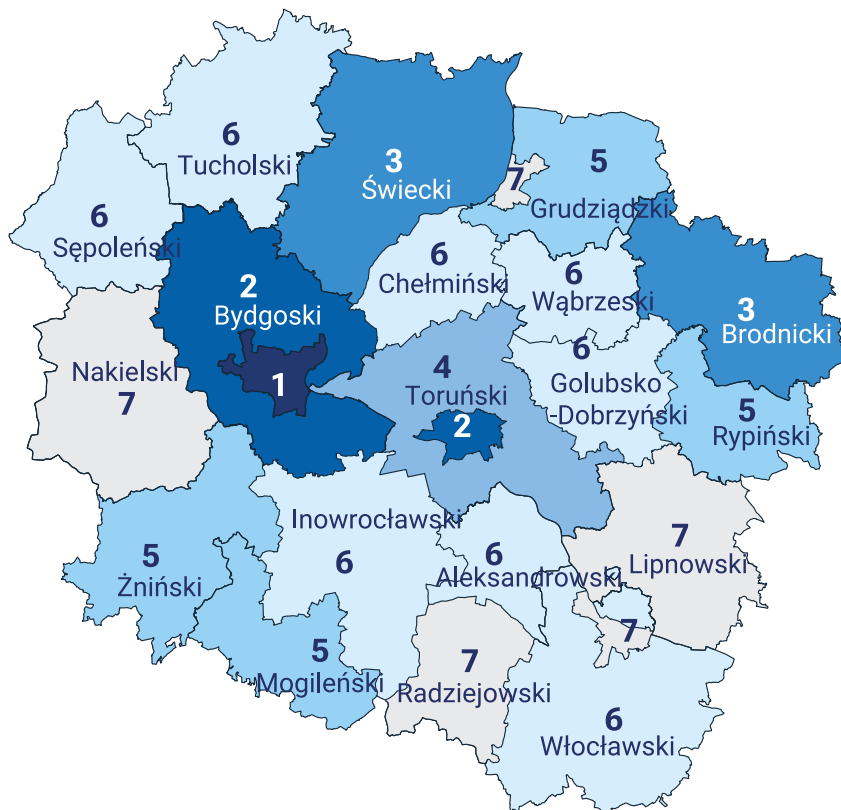 6
Tucholski
3
Świecki
7
5
Grudziądzki
6
Sępoleński
6
Chełmiński
6
Wąbrzeski
2
Bydgoski
3
Brodnicki
Nakielski
7
1
4
Toruński
2
6
Golubsko
-Dobrzyński
5
Rypiński
Inowrocławski
6
5
Żniński
6
Aleksandrowski
7
Lipnowski
7
5
Mogileński
7
Radziejowski
6
Włocławski